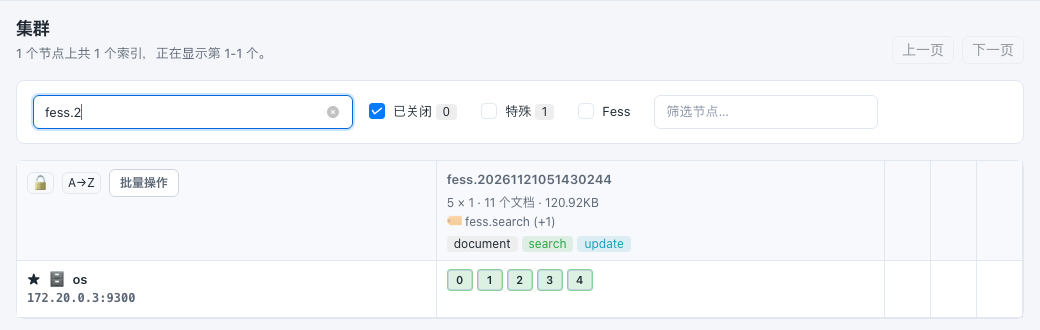 集群
1 个节点上共 1 个索引，正在显示第 1-1 个。
上一页 下一页
fess.2 已关闭 0 特殊 1 Fess 筛选节点...
A→Z 批量操作
fess.20261121051430244
5 × 1 · 11 个文档 · 120.92KB
fess.search (+1)
document search update
os
172.20.0.3:9300
0 1 2 3 4